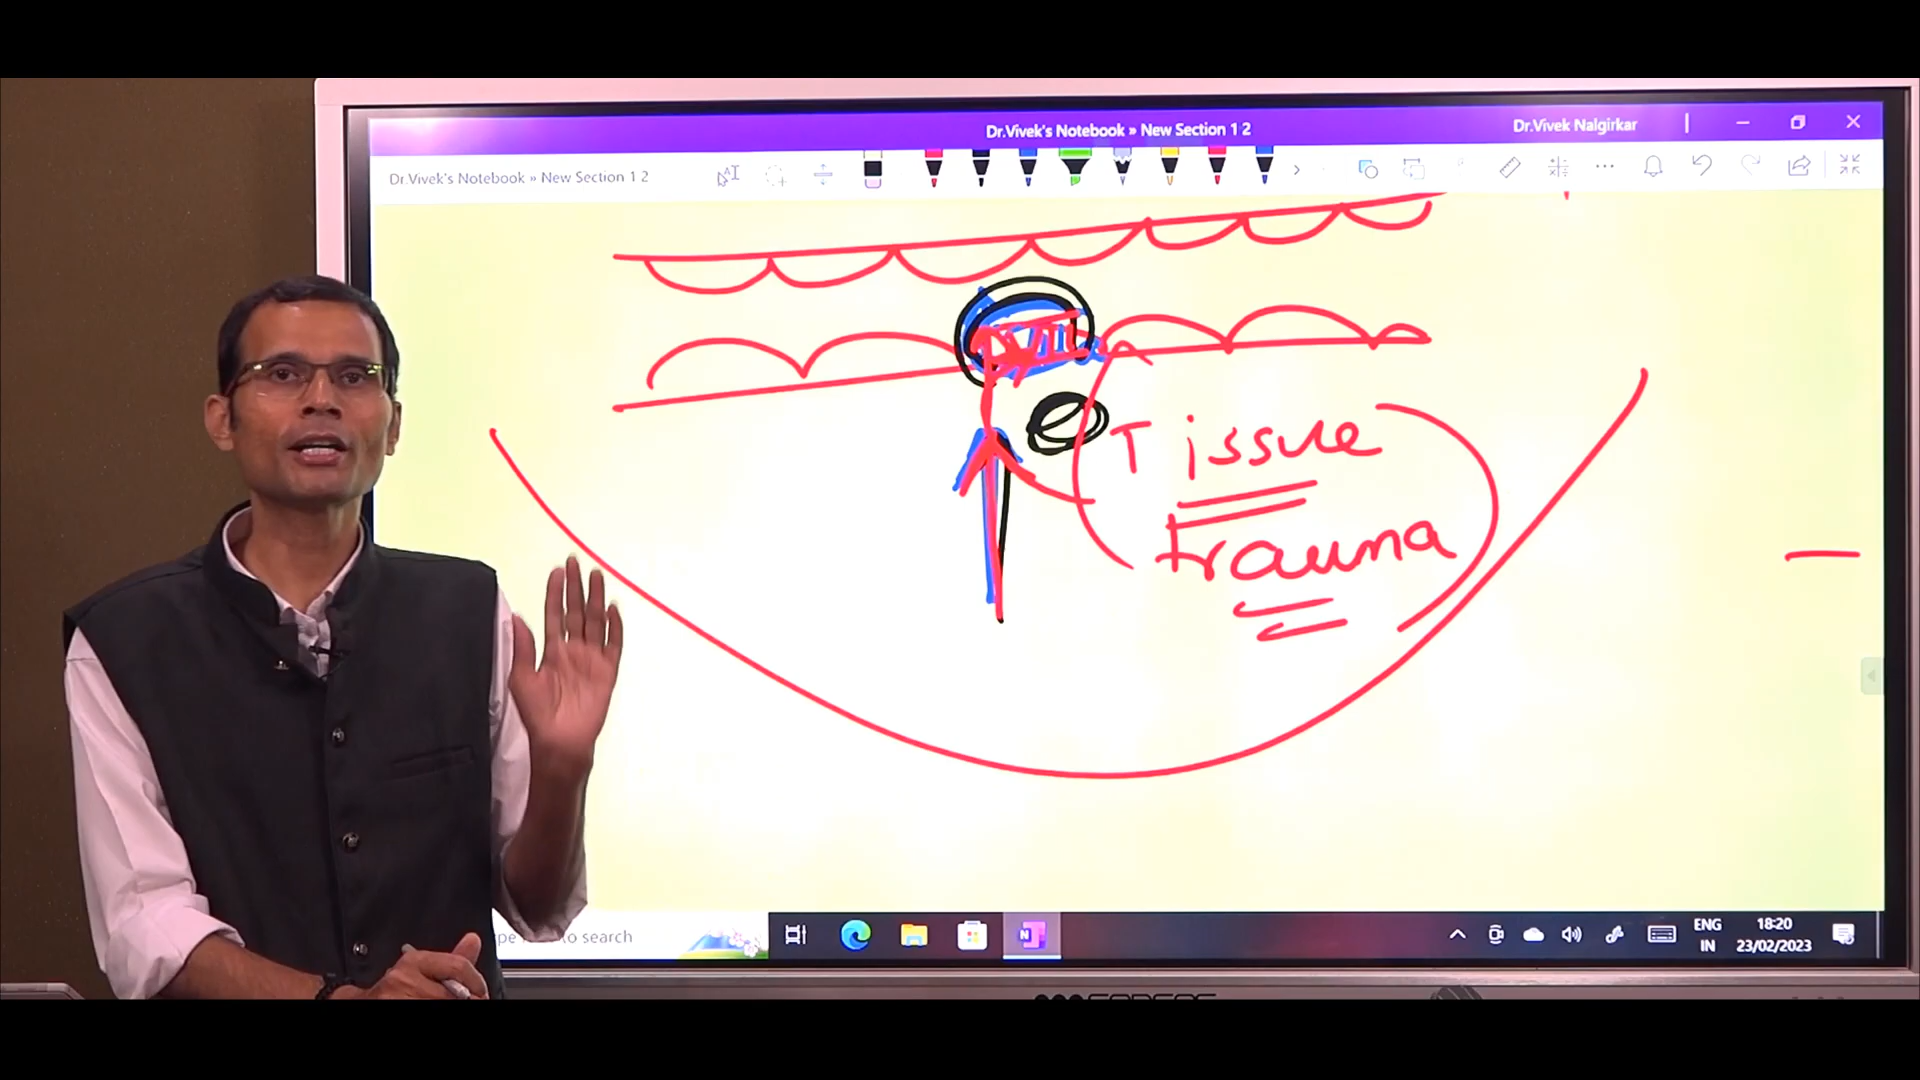 Dr.Vivek's Notebook » New Section 1 2
Dr.Vivek Nalgirkar
Dr.Vivek's Notebook » New Section 1 2
Tissue
trauma
to search
ENG
IN
18:20
23/02/2023